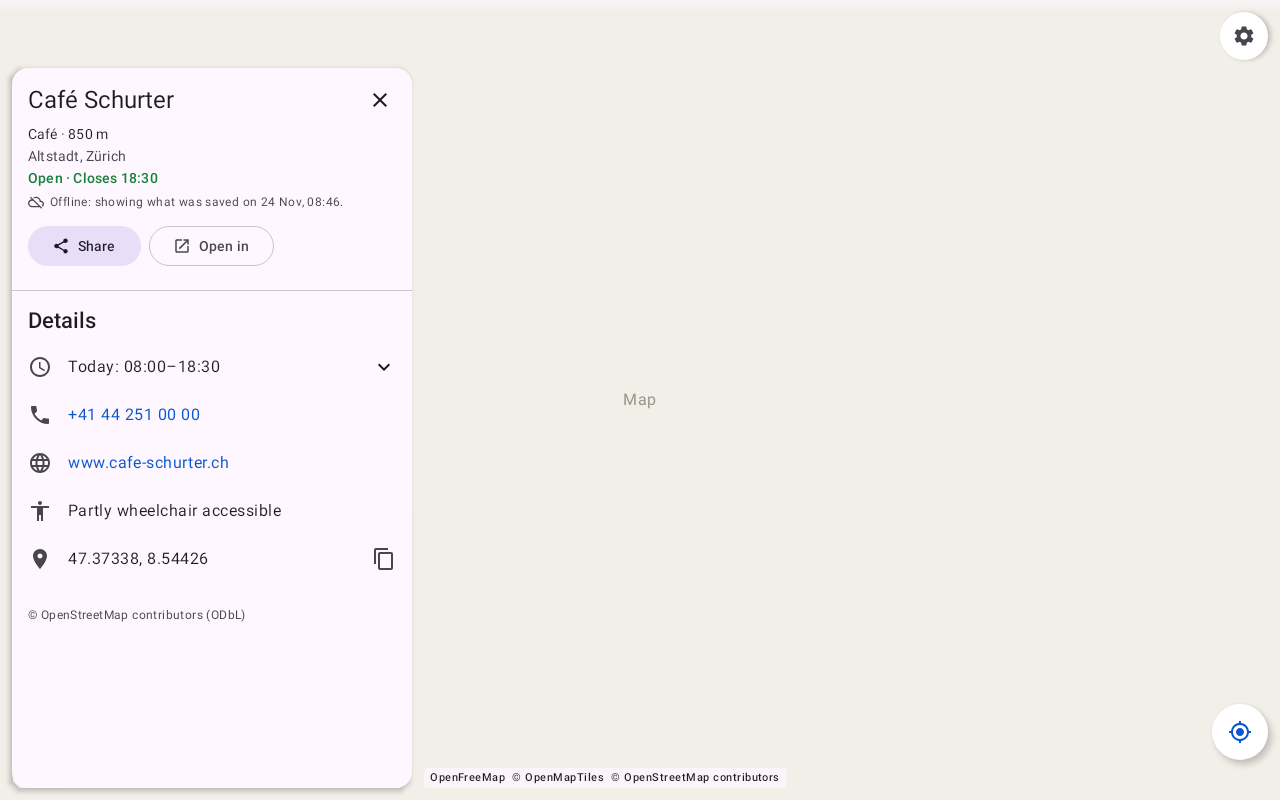 Café Schurter
Café · 850 m
Altstadt, Zürich
Open · Closes 18:30
Offline: showing what was saved on 24 Nov, 08:46.
Share
Open in
Details
Today: 08:00–18:30
+41 44 251 00 00
www.cafe-schurter.ch
Partly wheelchair accessible
47.37338, 8.54426
© OpenStreetMap contributors (ODbL)
Map
OpenFreeMap © OpenMapTiles © OpenStreetMap contributors